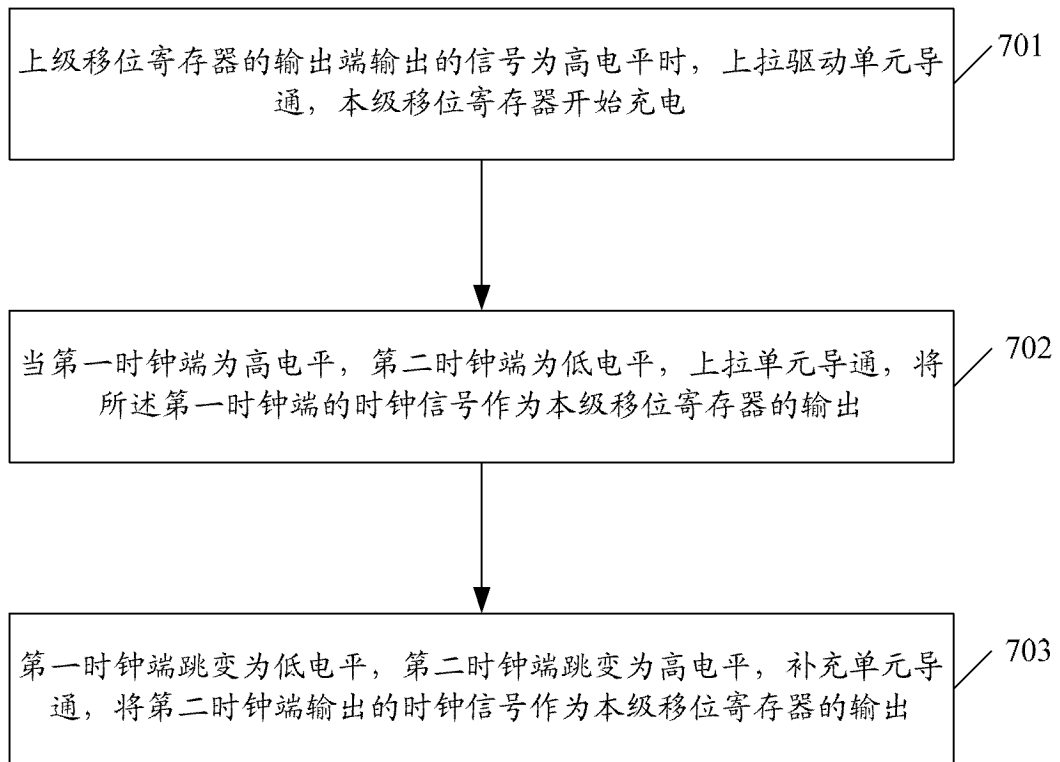 上级移位寄存器的输出端输出的信号为高电平时，上拉驱动单元导
通，本级移位寄存器开始充电
701
当第一时钟端为高电平，第二时钟端为低电平，上拉单元导通，将
所述第一时钟端的时钟信号作为本级移位寄存器的输出
702
第一时钟端跳变为低电平，第二时钟端跳变为高电平，补充单元导
通，将第二时钟端输出的时钟信号作为本级移位寄存器的输出
703